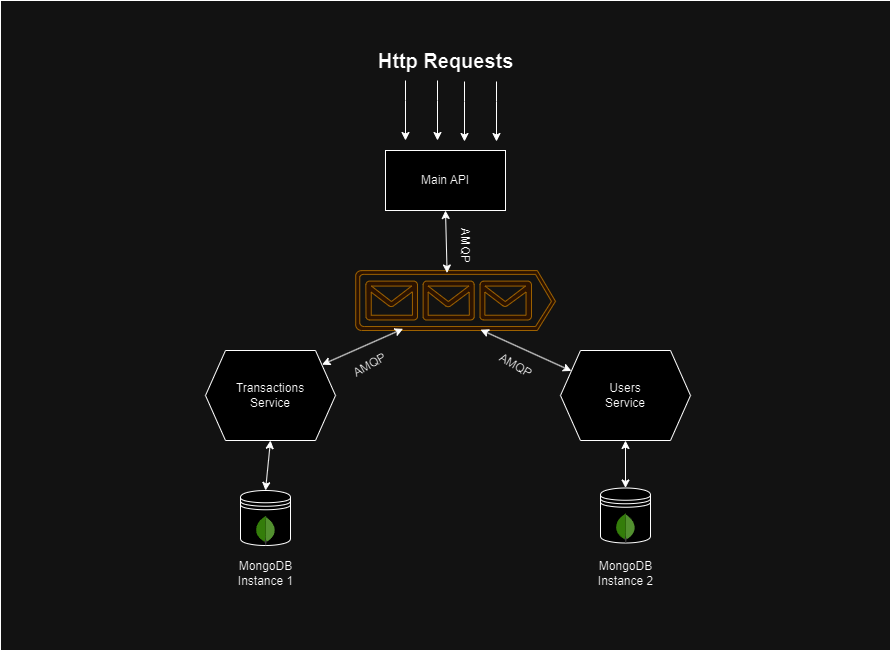 Http Requests
Main API
AMQP
AMQP
AMQP
Transactions
Service
Users
Service
MongoDB
Instance 1
MongoDB
Instance 2